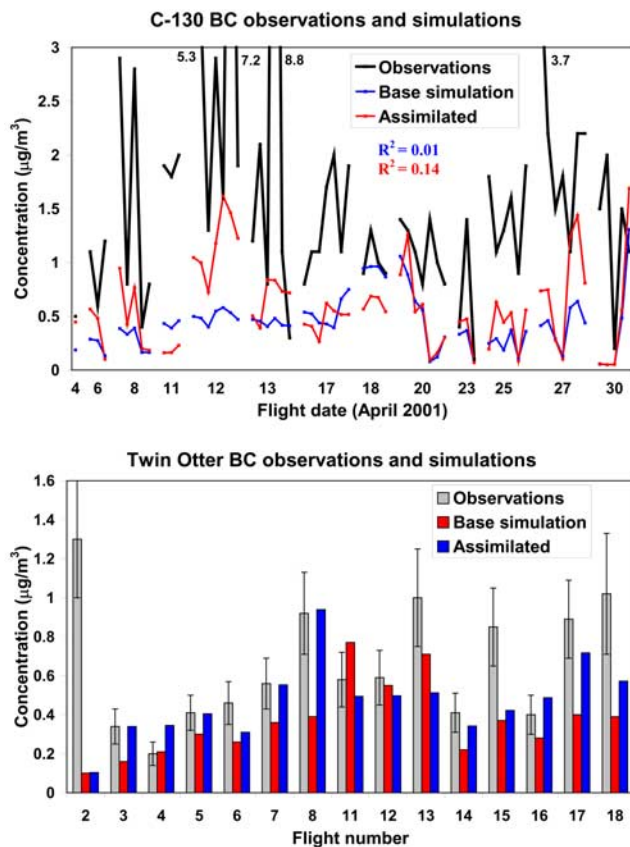 C-130 BC observations and simulations
Concentration (μg/m³)
3
2.5
2
1.5
1
0.5
0
5.3
7.2
8.8
3.7
Observations
Base simulation
Assimilated
R² = 0.01
R² = 0.14
4 6 8 11 12 13 17 18 20 23 25 27 30
Flight date (April 2001)
Twin Otter BC observations and simulations
Concentration (μg/m³)
1.6
1.4
1.2
1
0.8
0.6
0.4
0.2
0
Observations
Base simulation
Assimilated
2 3 4 5 6 7 8 11 12 13 14 15 16 17 18
Flight number